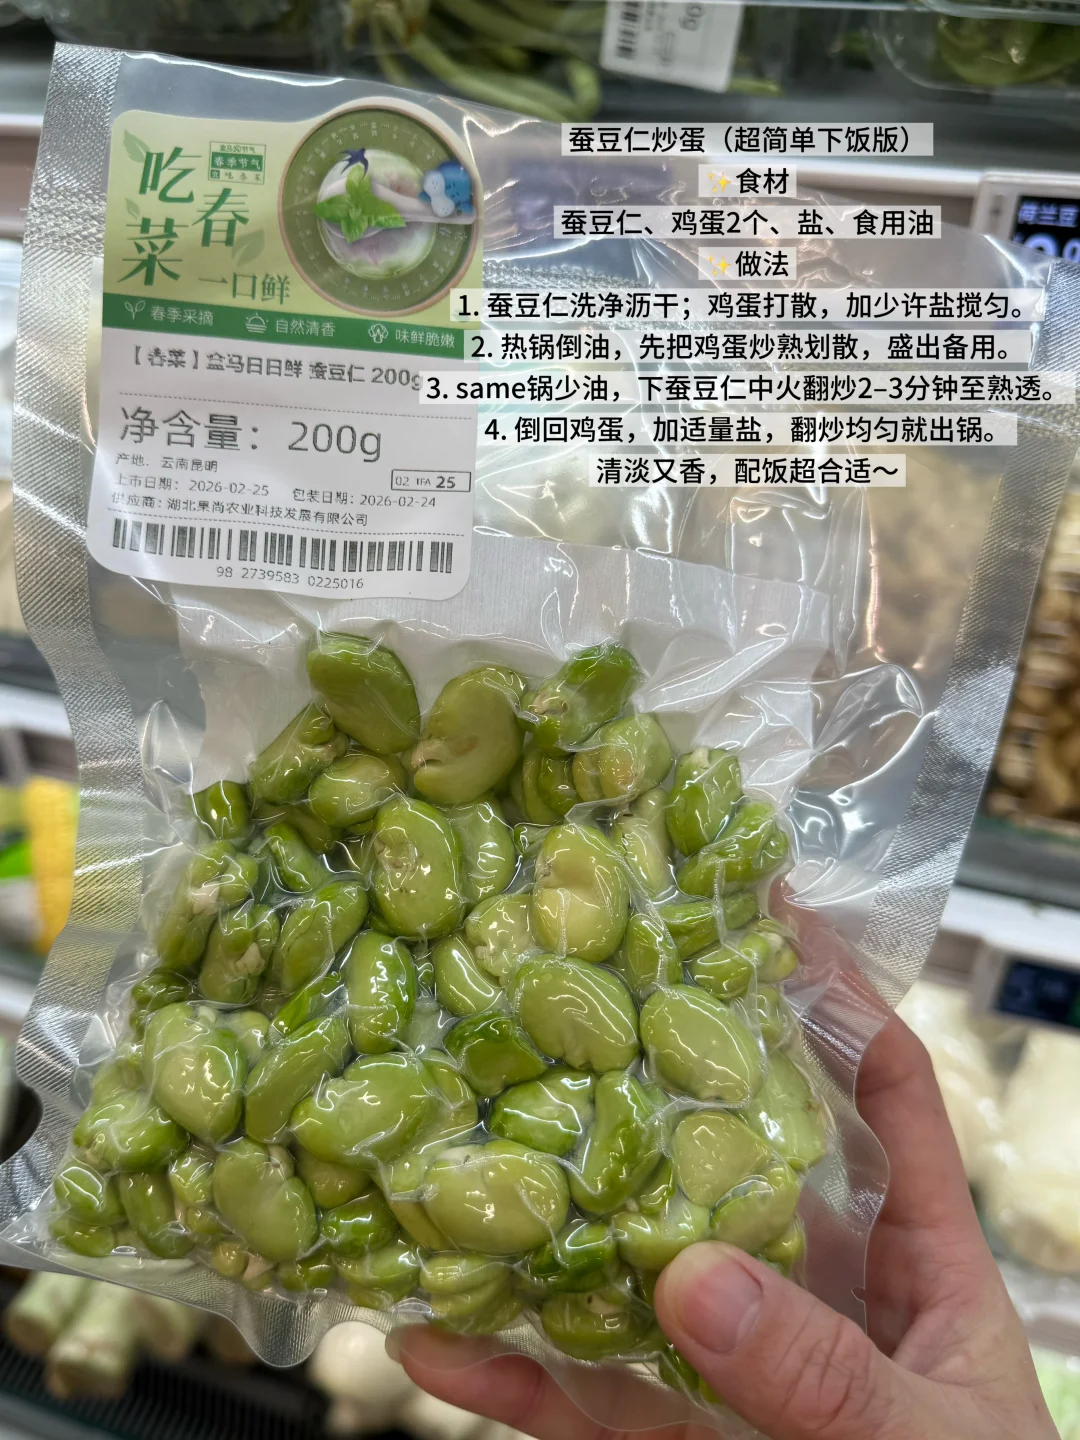 蚕豆仁炒蛋（超简单下饭版）
✨食材
蚕豆仁、鸡蛋2个、盐、食用油
✨做法
1. 蚕豆仁洗净沥干；鸡蛋打散，加少许盐搅匀。
2. 热锅倒油，先把鸡蛋炒熟划散，盛出备用。
3. same锅少油，下蚕豆仁中火翻炒2–3分钟至熟透。
4. 倒回鸡蛋，加适量盐，翻炒均匀就出锅。
清淡又香，配饭超合适～
吃春菜
春季节气
一口鲜
春季采摘 自然清香 味鲜脆嫩
【春菜】盒马日日鲜 蚕豆仁 200g
净含量：200g
产地：云南昆明
02 TFA 25
上市日期：2026-02-25 包装日期：2026-02-24
供应商：湖北果尚农业科技发展有限公司
98 2739583 0225016
荷兰豆